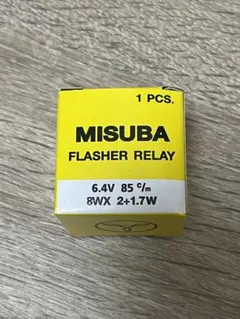 1 PCS.
MISUBA
FLASHER RELAY
6.4V 85 c/m
8WX 2+1.7W